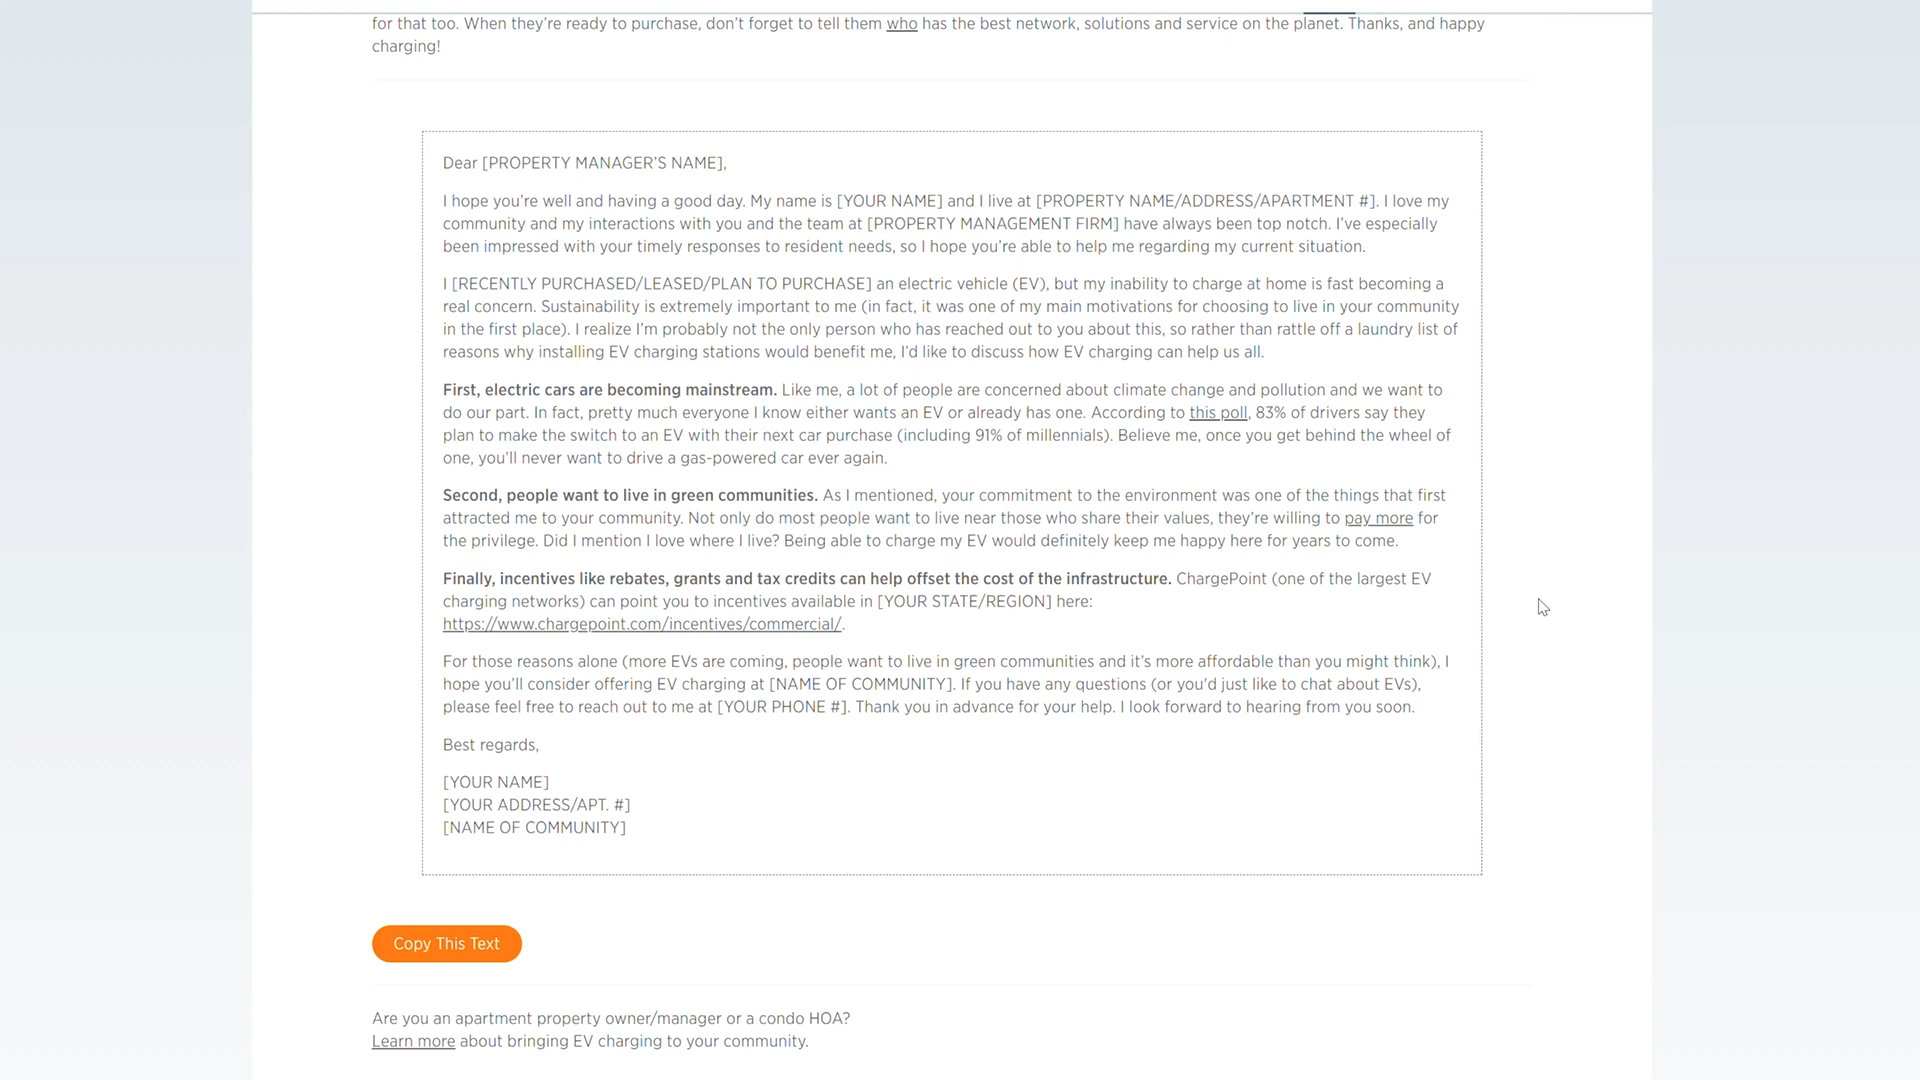 for that too. When they're ready to purchase, don't forget to tell them who has the best network, solutions and service on the planet. Thanks, and happy
charging!
Dear [PROPERTY MANAGER'S NAME],
I hope you're well and having a good day. My name is [YOUR NAME] and I live at [PROPERTY NAME/ADDRESS/APARTMENT #]. I love my
community and my interactions with you and the team at [PROPERTY MANAGEMENT FIRM] have always been top notch. I've especially
been impressed with your timely responses to resident needs, so I hope you're able to help me regarding my current situation.
I [RECENTLY PURCHASED/LEASED/PLAN TO PURCHASE] an electric vehicle (EV), but my inability to charge at home is fast becoming a
real concern. Sustainability is extremely important to me (in fact, it was one of my main motivations for choosing to live in your community
in the first place). I realize I'm probably not the only person who has reached out to you about this, so rather than rattle off a laundry list of
reasons why installing EV charging stations would benefit me, I'd like to discuss how EV charging can help us all.
First, electric cars are becoming mainstream. Like me, a lot of people are concerned about climate change and pollution and we want to
do our part. In fact, pretty much everyone I know either wants an EV or already has one. According to this poll, 83% of drivers say they
plan to make the switch to an EV with their next car purchase (including 91% of millennials). Believe me, once you get behind the wheel of
one, you'll never want to drive a gas-powered car ever again.
Second, people want to live in green communities. As I mentioned, your commitment to the environment was one of the things that first
attracted me to your community. Not only do most people want to live near those who share their values, they're willing to pay more for
the privilege. Did I mention I love where I live? Being able to charge my EV would definitely keep me happy here for years to come.
Finally, incentives like rebates, grants and tax credits can help offset the cost of the infrastructure. ChargePoint (one of the largest EV
charging networks) can point you to incentives available in [YOUR STATE/REGION] here:
https://www.chargepoint.com/incentives/commercial/.
For those reasons alone (more EVs are coming, people want to live in green communities and it's more affordable than you might think), I
hope you'll consider offering EV charging at [NAME OF COMMUNITY]. If you have any questions (or you'd just like to chat about EVs),
please feel free to reach out to me at [YOUR PHONE #]. Thank you in advance for your help. I look forward to hearing from you soon.
Best regards,
[YOUR NAME]
[YOUR ADDRESS/APT. #]
[NAME OF COMMUNITY]
Copy This Text
Are you an apartment property owner/manager or a condo HOA?
Learn more about bringing EV charging to your community.